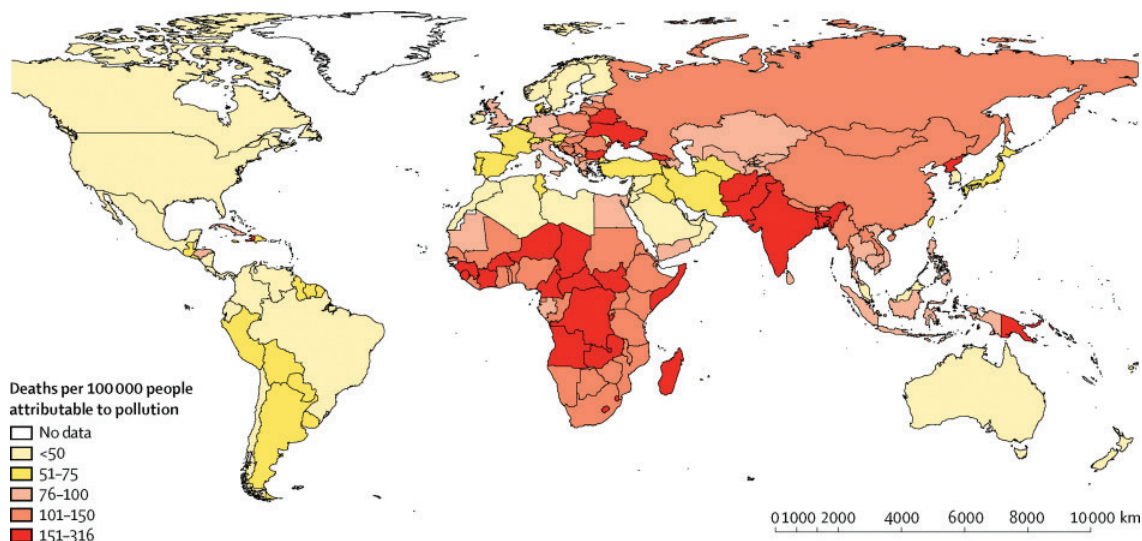 Deaths per 100 000 people
attributable to pollution
No data
<50
51–75
76–100
101–150
151–316
0 1000 2000 4000 6000 8000 10 000 km